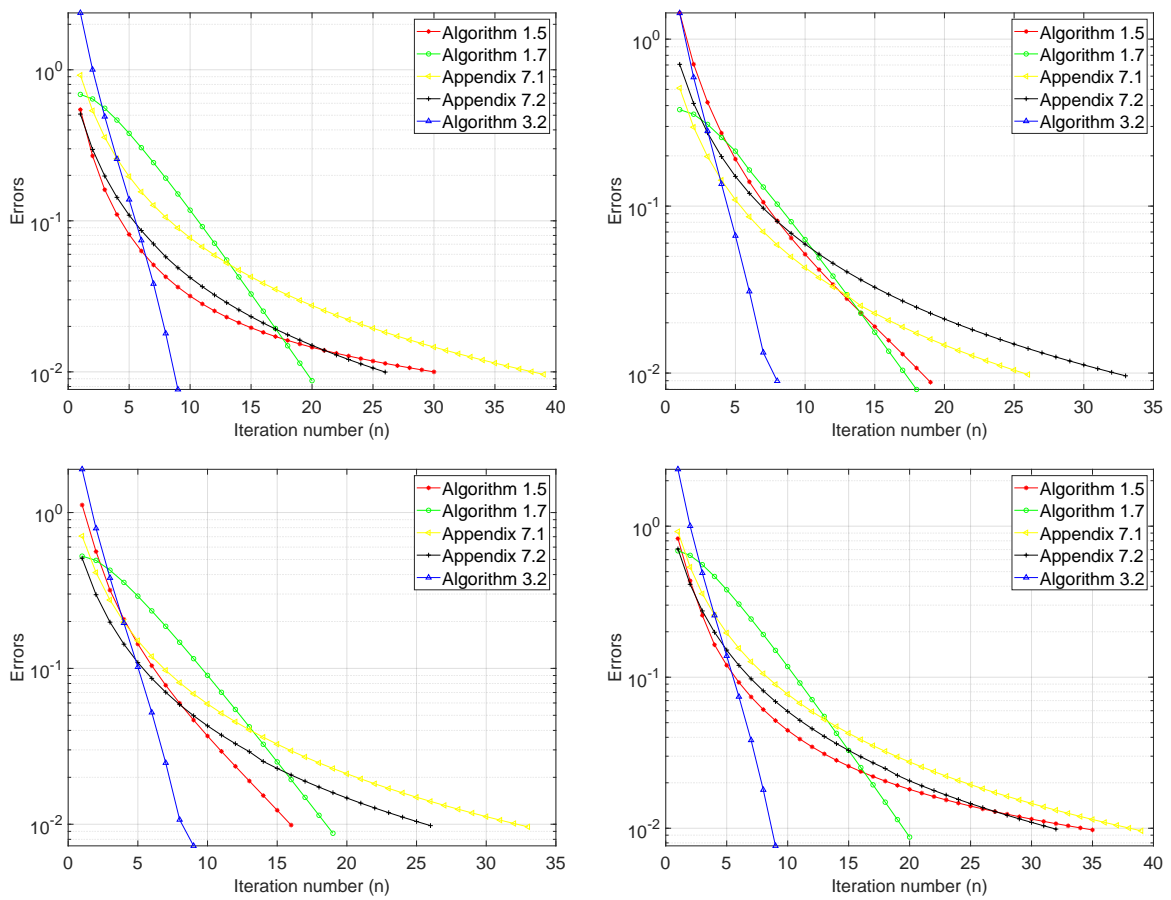 10^0
10^-1
10^-2
Errors
0 5 10 15 20 25 30 35 40
Iteration number (n)
Algorithm 1.5
Algorithm 1.7
Appendix 7.1
Appendix 7.2
Algorithm 3.2
10^0
10^-1
10^-2
Errors
0 5 10 15 20 25 30 35
Iteration number (n)
Algorithm 1.5
Algorithm 1.7
Appendix 7.1
Appendix 7.2
Algorithm 3.2
10^0
10^-1
10^-2
Errors
0 5 10 15 20 25 30 35
Iteration number (n)
Algorithm 1.5
Algorithm 1.7
Appendix 7.1
Appendix 7.2
Algorithm 3.2
10^0
10^-1
10^-2
Errors
0 5 10 15 20 25 30 35 40
Iteration number (n)
Algorithm 1.5
Algorithm 1.7
Appendix 7.1
Appendix 7.2
Algorithm 3.2